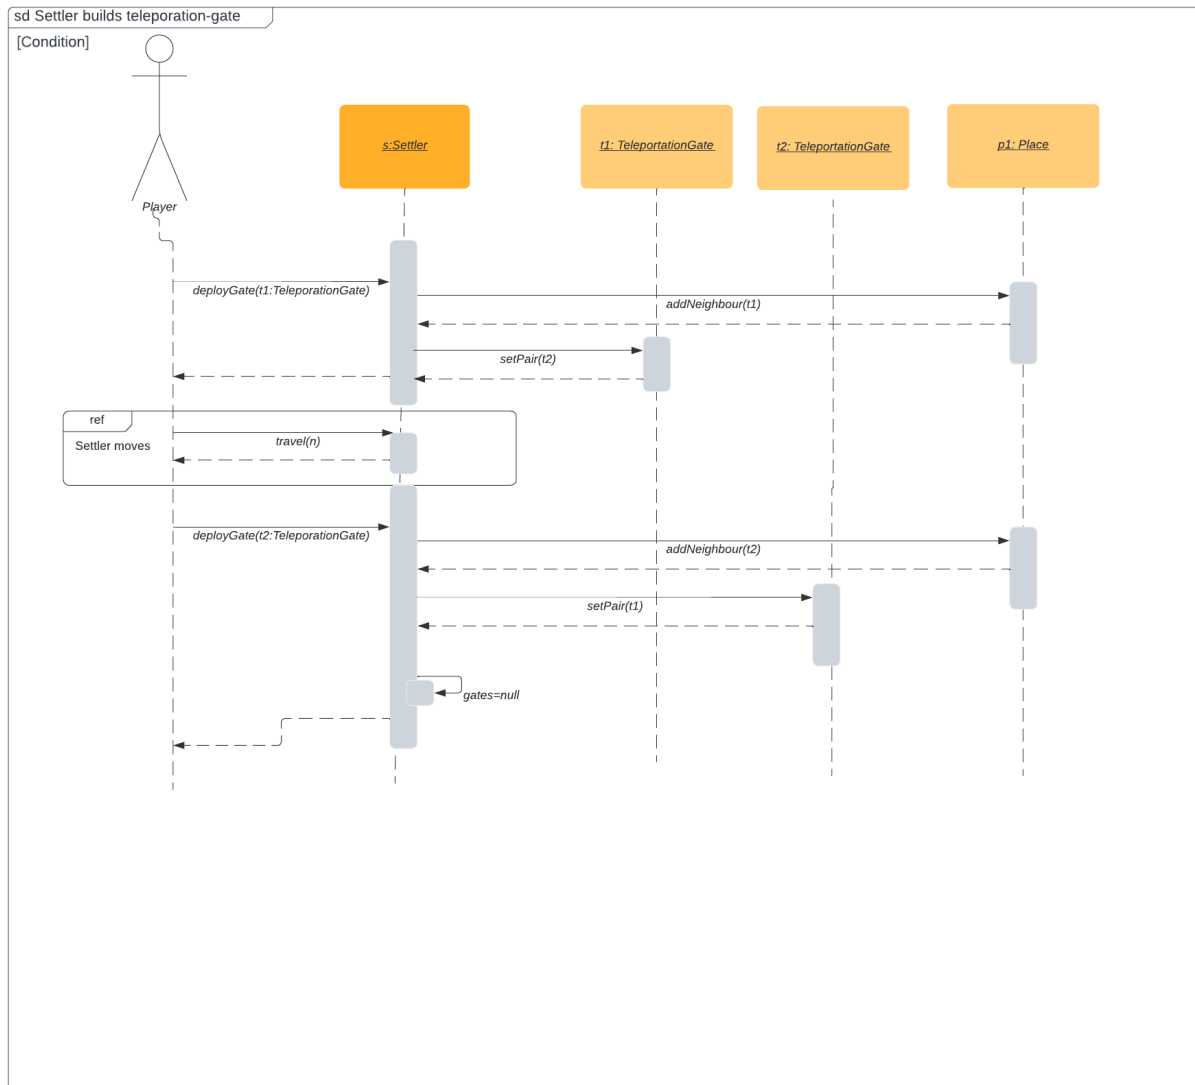 sd Settler builds teleporation-gate
[Condition]
s:Settler
t1: TeleportationGate
t2: TeleportationGate
p1: Place
Player
deployGate(t1:TeleporationGate)
addNeighbour(t1)
setPair(t2)
ref
Settler moves
travel(n)
deployGate(t2:TeleporationGate)
addNeighbour(t2)
setPair(t1)
gates=null